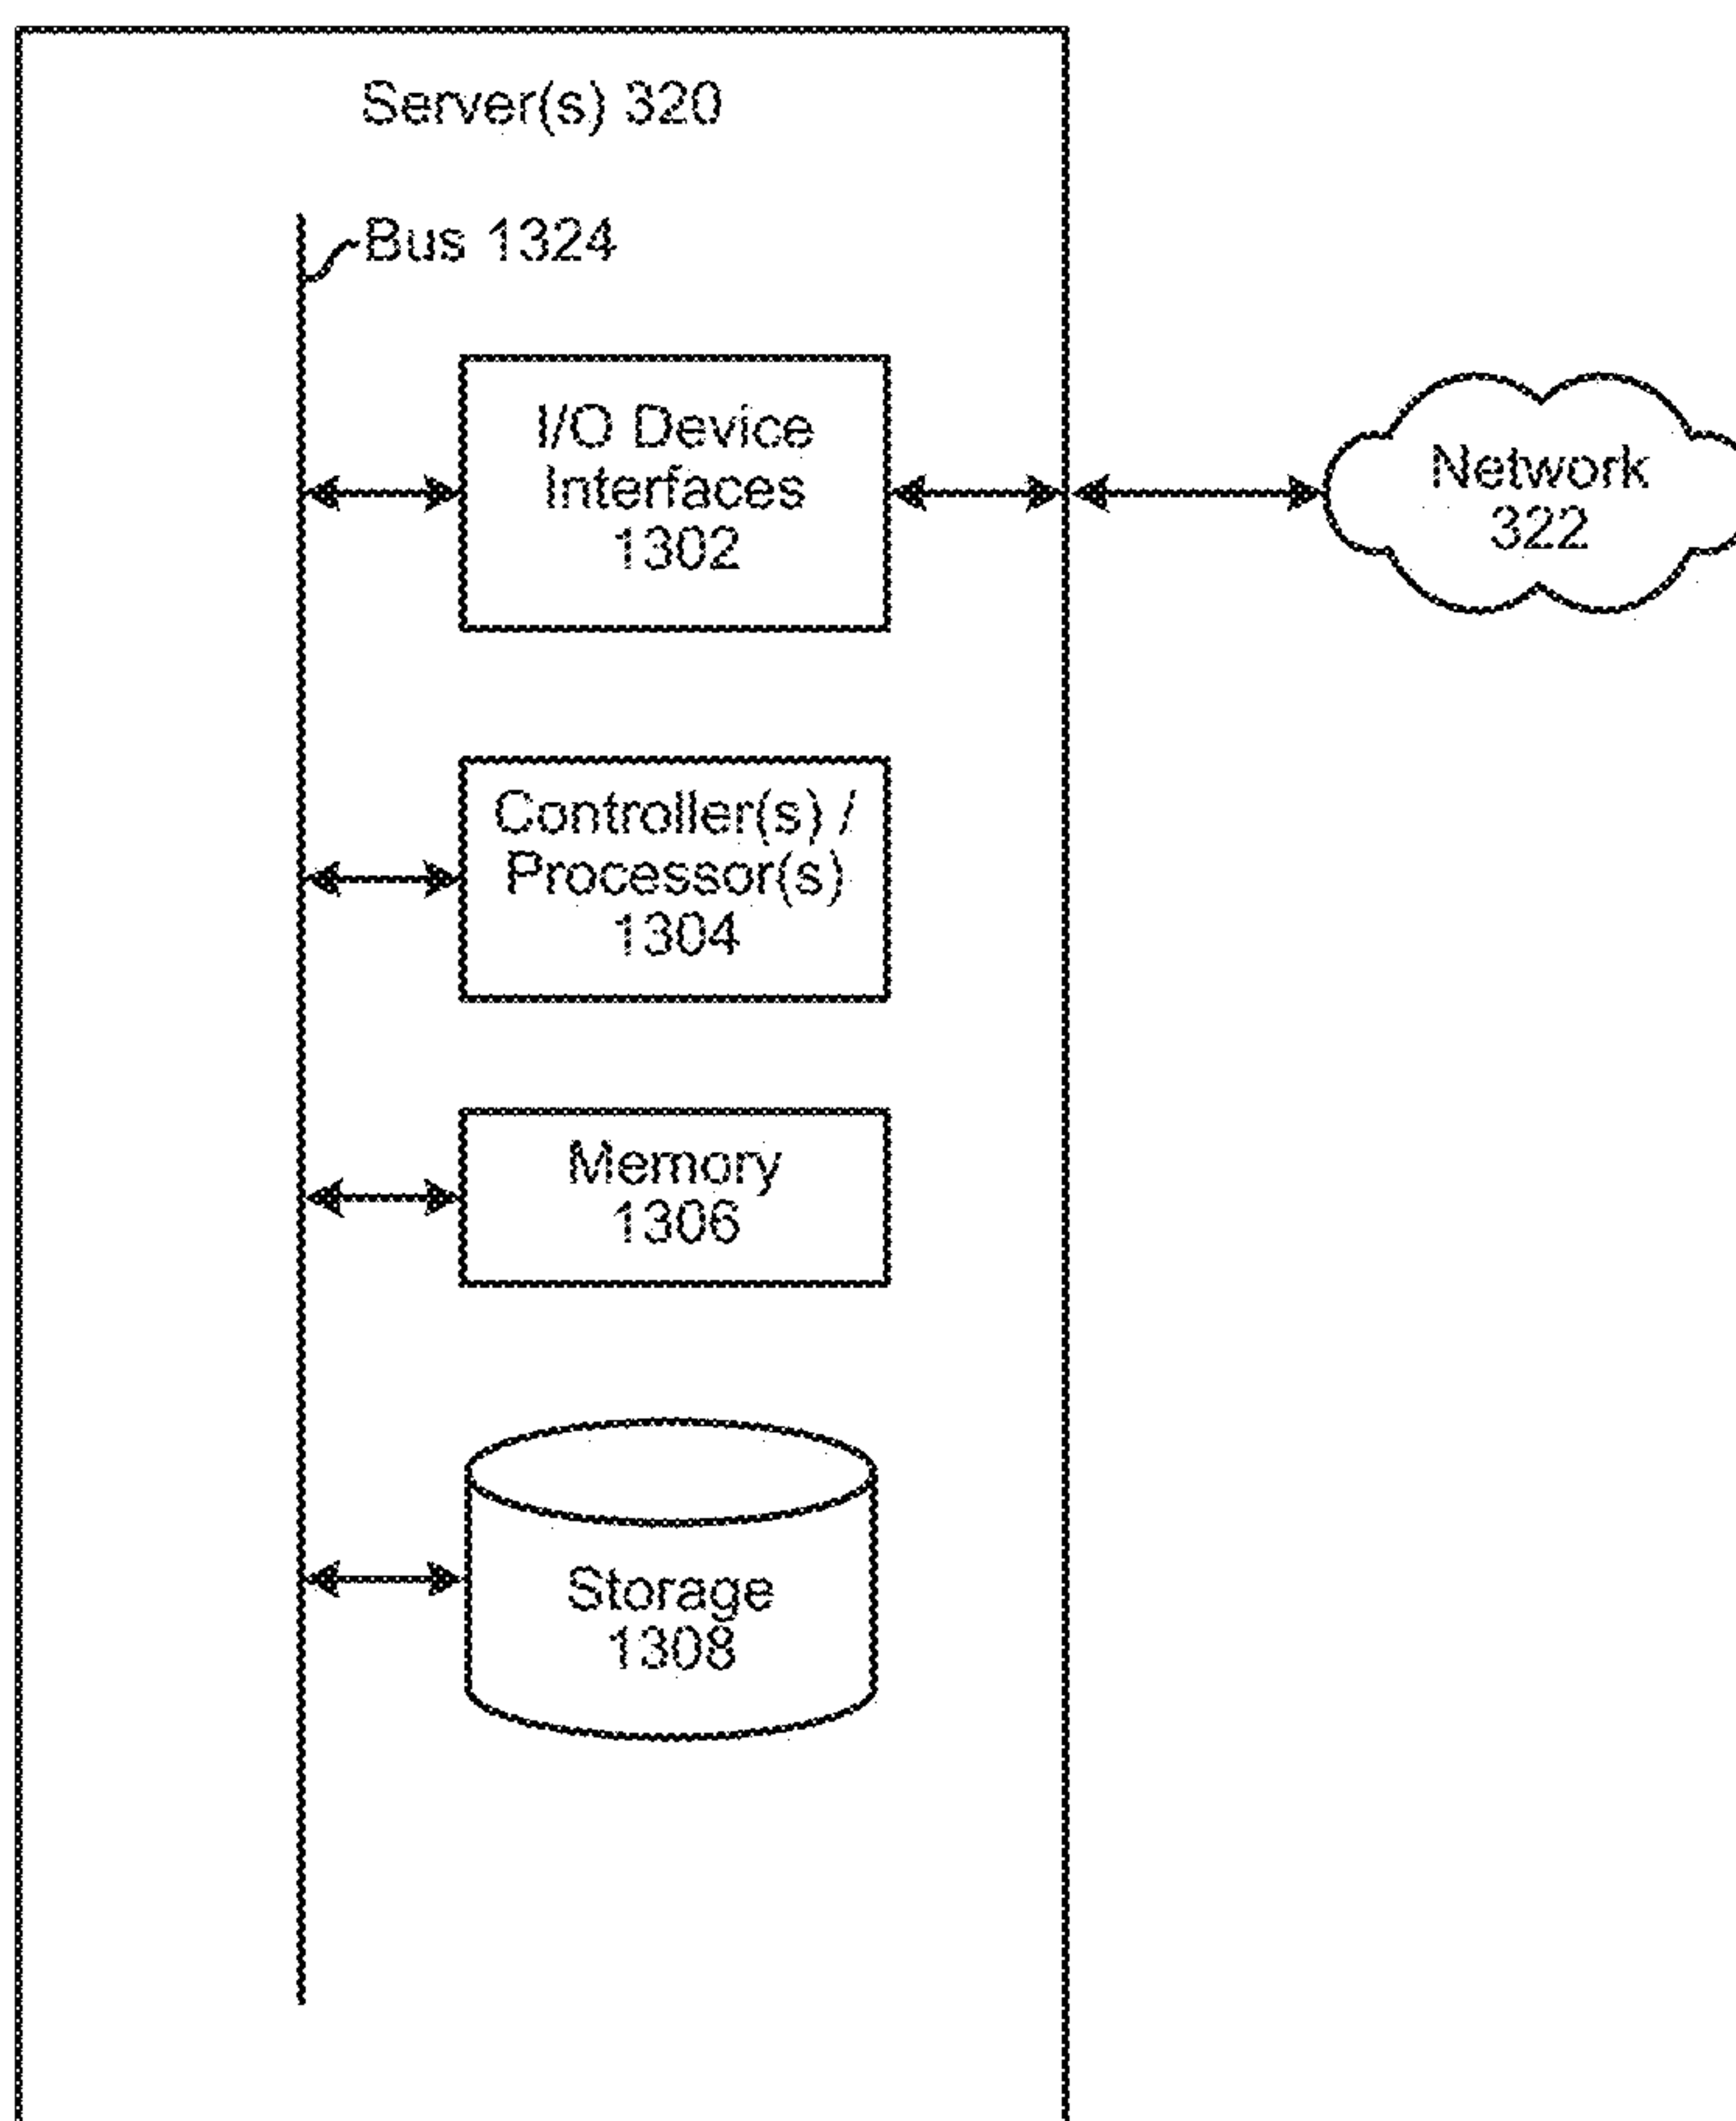 Server(s) 320
Bus 1324
I/O Device
Interfaces
1302
Network
322
Controller(s) /
Processor(s)
1304
Memory
1306
Storage
1308